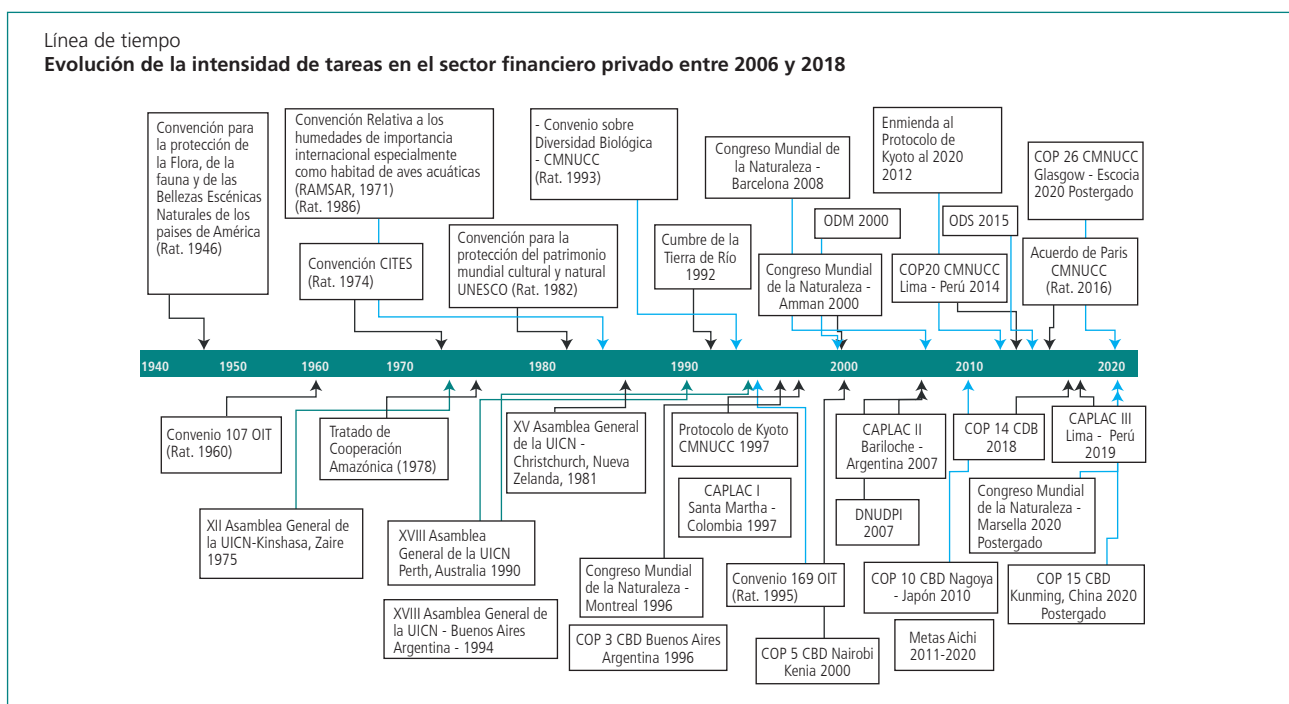 Línea de tiempo
Evolución de la intensidad de tareas en el sector financiero privado entre 2006 y 2018
Convención para
la protección de
la Flora, de la
fauna y de las
Bellezas Escénicas
Naturales de los
paises de América
(Rat. 1946)
Convención Relativa a los
humedades de importancia
internacional especialmente
como habitad de aves acuáticas
(RAMSAR, 1971)
(Rat. 1986)
Convención CITES
(Rat. 1974)
Convención para la
protección del patrimonio
mundial cultural y natural
UNESCO (Rat. 1982)
- Convenio sobre
Diversidad Biológica
- CMNUCC
(Rat. 1993)
Cumbre de la
Tierra de Río
1992
Congreso Mundial de
la Naturaleza -
Barcelona 2008
ODM 2000
Congreso Mundial
de la Naturaleza -
Amman 2000
Enmienda al
Protocolo de
Kyoto al 2020
2012
ODS 2015
COP20 CMNUCC
Lima - Perú 2014
COP 26 CMNUCC
Glasgow - Escocia
2020 Postergado
Acuerdo de Paris
CMNUCC
(Rat. 2016)
1940 1950 1960 1970 1980 1990 2000 2010 2020
Convenio 107 OIT
(Rat. 1960)
XII Asamblea General de
la UICN-Kinshasa, Zaire
1975
Tratado de
Cooperación
Amazónica (1978)
XVIII Asamblea
General de la UICN
Perth, Australia 1990
XVIII Asamblea General de
la UICN - Buenos Aires
Argentina - 1994
XV Asamblea General
de la UICN -
Christchurch, Nueva
Zelanda, 1981
Protocolo de Kyoto
CMNUCC 1997
CAPLAC I
Santa Martha -
Colombia 1997
Congreso Mundial
de la Naturaleza -
Montreal 1996
COP 3 CBD Buenos Aires
Argentina 1996
Convenio 169 OIT
(Rat. 1995)
COP 5 CBD Nairobi
Kenia 2000
CAPLAC II
Bariloche -
Argentina 2007
DNUDPI
2007
COP 10 CBD Nagoya
- Japón 2010
Metas Aichi
2011-2020
COP 14 CDB
2018
CAPLAC III
Lima - Perú
2019
Congreso Mundial
de la Naturaleza -
Marsella 2020
Postergado
COP 15 CBD
Kunming, China 2020
Postergado